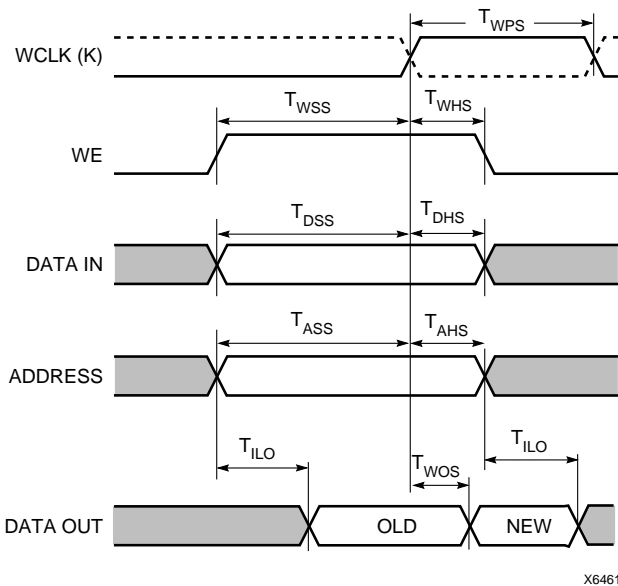 T_WPS
WCLK (K)
T_WSS T_WHS
WE
T_DSS T_DHS
DATA IN
T_ASS T_AHS
ADDRESS
T_ILO T_WOS T_ILO
DATA OUT OLD NEW
X6461